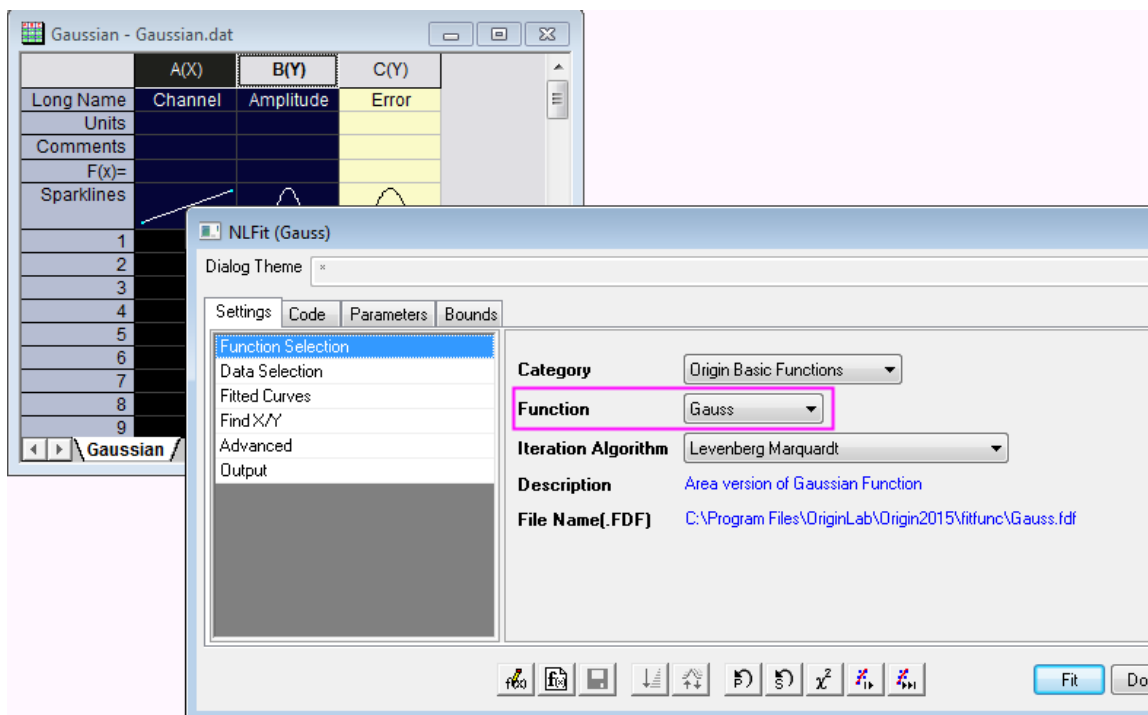 Gaussian - Gaussian.dat
A(X) B(Y) C(Y)
Long Name Channel Amplitude Error
Units
Comments
F(x)=
Sparklines
1
2
3
4
5
6
7
8
9
Gaussian
NLFit (Gauss)
Dialog Theme *
Settings Code Parameters Bounds
Function Selection
Data Selection
Fitted Curves
Find X/Y
Advanced
Output
Category Origin Basic Functions
Function Gauss
Iteration Algorithm Levenberg Marquardt
Description Area version of Gaussian Function
File Name(.FDF) C:\Program Files\OriginLab\Origin2015\fitfunc\Gauss.fdf
Fit Do